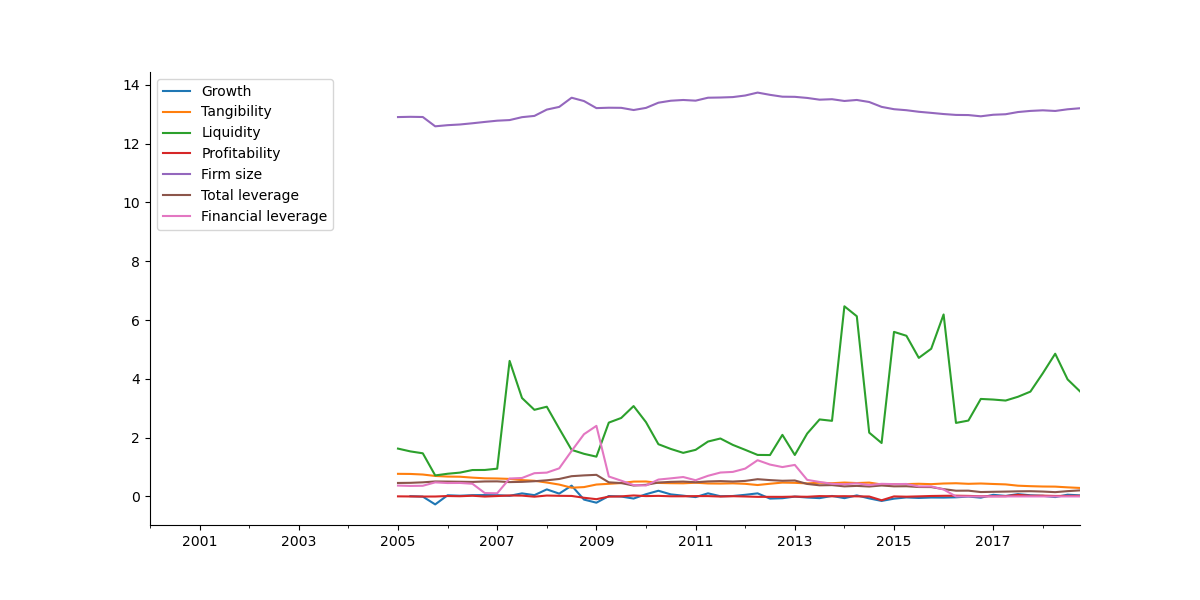 14
12
10
8
6
4
2
0
Growth
Tangibility
Liquidity
Profitability
Firm size
Total leverage
Financial leverage
2001 2003 2005 2007 2009 2011 2013 2015 2017